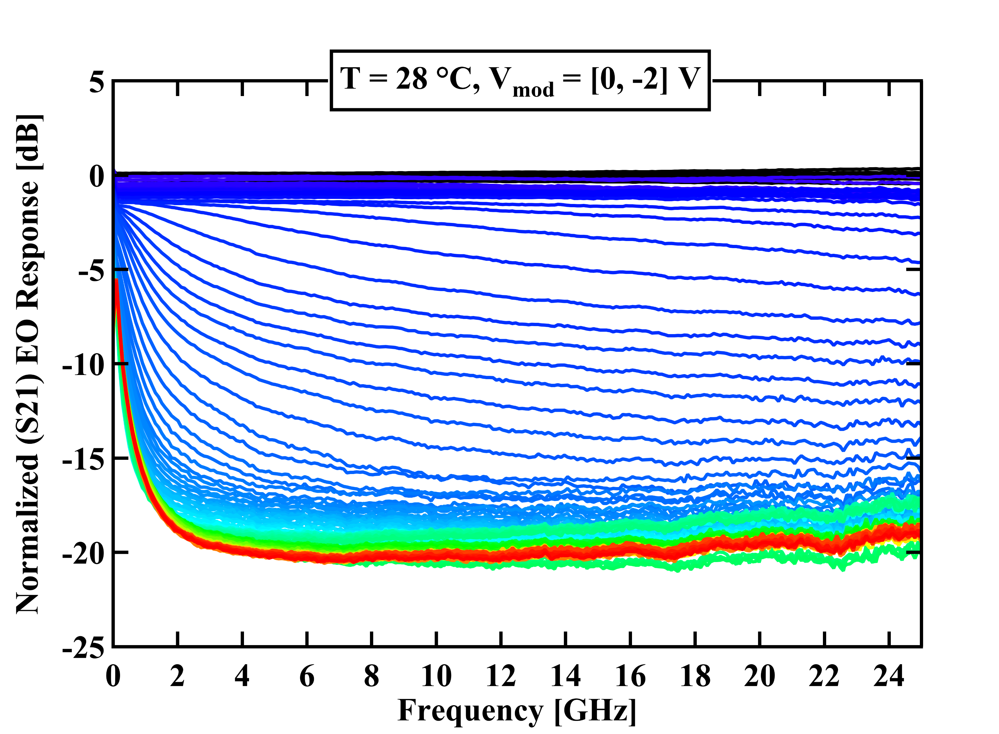 T = 28 °C, Vmod = [0, -2] V
Normalized (S21) EO Response [dB]
5
0
-5
-10
-15
-20
-25
0 2 4 6 8 10 12 14 16 18 20 22 24
Frequency [GHz]